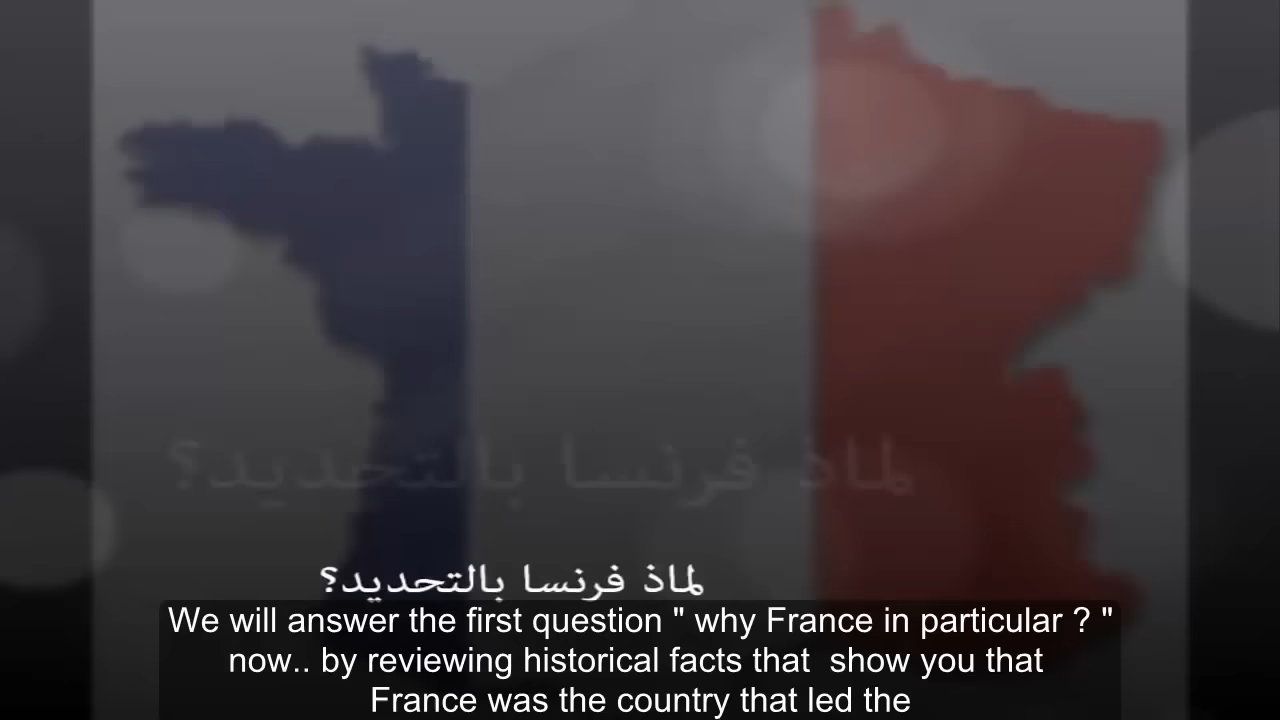 لماذ فرنسا بالتحديد؟
لماذ فرنسا بالتحديد؟
We will answer the first question " why France in particular ? "
now.. by reviewing historical facts that  show you that
France was the country that led the